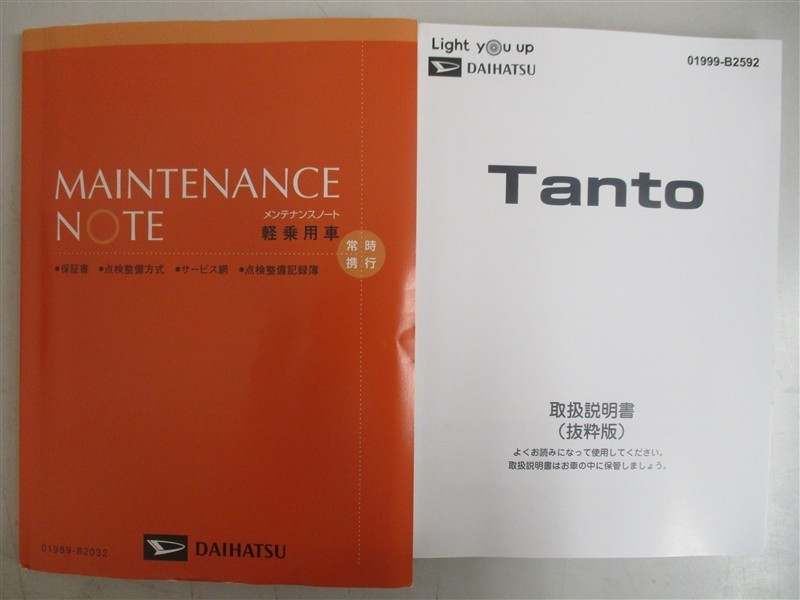 MAINTENANCE
NOTE
メンテナンスノート
軽乗用車
常時
携行
●保証書 ●点検整備方式 ●サービス網 ●点検整備記録簿
01989-B2032
DAIHATSU
Light you up
DAIHATSU
01999-B2592
Tanto
取扱説明書
(抜粋版)
よくお読みになって使用してください。
取扱説明書はお車の中に保管しましょう。